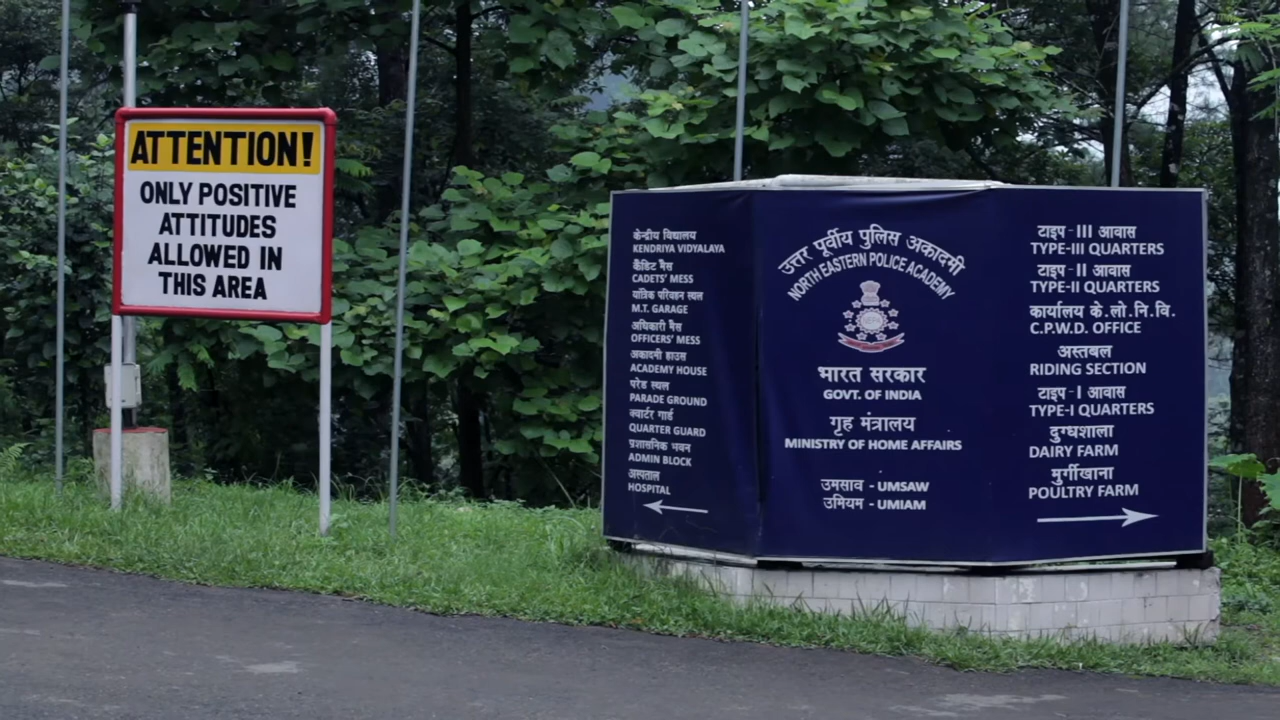 ATTENTION!
ONLY POSITIVE
ATTITUDES
ALLOWED IN
THIS AREA
केन्द्रीय विद्यालय
KENDRIYA VIDYALAYA
कैडिट मैस
CADETS' MESS
यांत्रिक परिवहन स्थल
M.T. GARAGE
अधिकारी मैस
OFFICERS' MESS
अकादमी हाउस
ACADEMY HOUSE
परेड स्थल
PARADE GROUND
क्वार्टर गार्ड
QUARTER GUARD
प्रशासनिक भवन
ADMIN BLOCK
अस्पताल
HOSPITAL
उत्तर पूर्वीय पुलिस अकादमी
NORTH EASTERN POLICE ACADEMY
भारत सरकार
GOVT. OF INDIA
गृह मंत्रालय
MINISTRY OF HOME AFFAIRS
उमसाव - UMSAW
उमियम - UMIAM
टाइप - III आवास
TYPE-III QUARTERS
टाइप - II आवास
TYPE-II QUARTERS
कार्यालय के.लो.नि.वि.
C.P.W.D. OFFICE
अस्तबल
RIDING SECTION
टाइप - I आवास
TYPE-I QUARTERS
दुग्धशाला
DAIRY FARM
मुर्गीखाना
POULTRY FARM